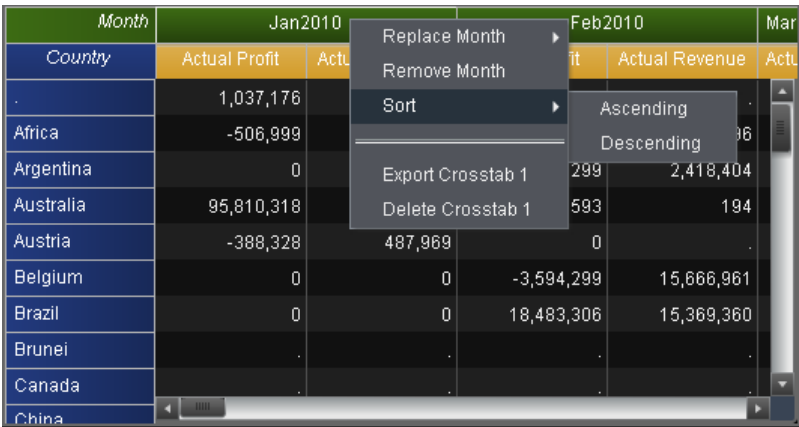 Month Jan2010 Feb2010 Mar
Country Actual Profit Actu fit Actual Revenue Actu
Replace Month
Remove Month
Sort
Ascending
Descending
Export Crosstab 1
Delete Crosstab 1
. 1,037,176 .
Africa -506,999 96
Argentina 0 299 2,418,404
Australia 95,810,318 593 194
Austria -388,328 487,969 0 .
Belgium 0 0 -3,594,299 15,666,961
Brazil 0 0 18,483,306 15,369,360
Brunei . . . .
Canada . . . .
China